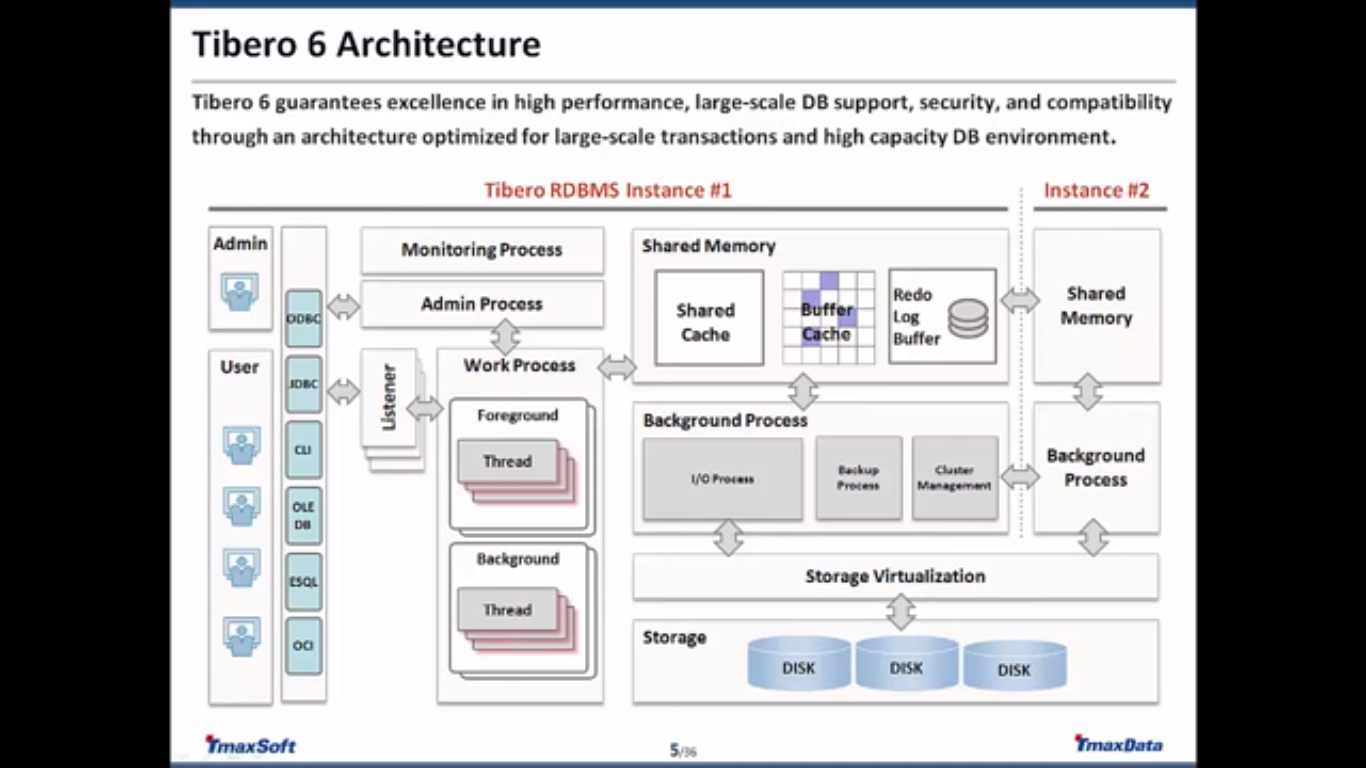 Tibero 6 Architecture
Tibero 6 guarantees excellence in high performance, large-scale DB support, security, and compatibility
through an architecture optimized for large-scale transactions and high capacity DB environment.
Tibero RDBMS Instance #1
Instance #2
Admin
User
ODBC
JDBC
CLI
OLE
DB
ESQL
OCI
Monitoring Process
Admin Process
Listener
Work Process
Foreground
Thread
Background
Thread
Shared Memory
Shared
Cache
Buffer
Cache
Redo
Log
Buffer
Background Process
I/O Process
Backup
Process
Cluster
Management
Shared
Memory
Background
Process
Storage Virtualization
Storage
DISK
DISK
DISK
TmaxSoft
5/36
TmaxData